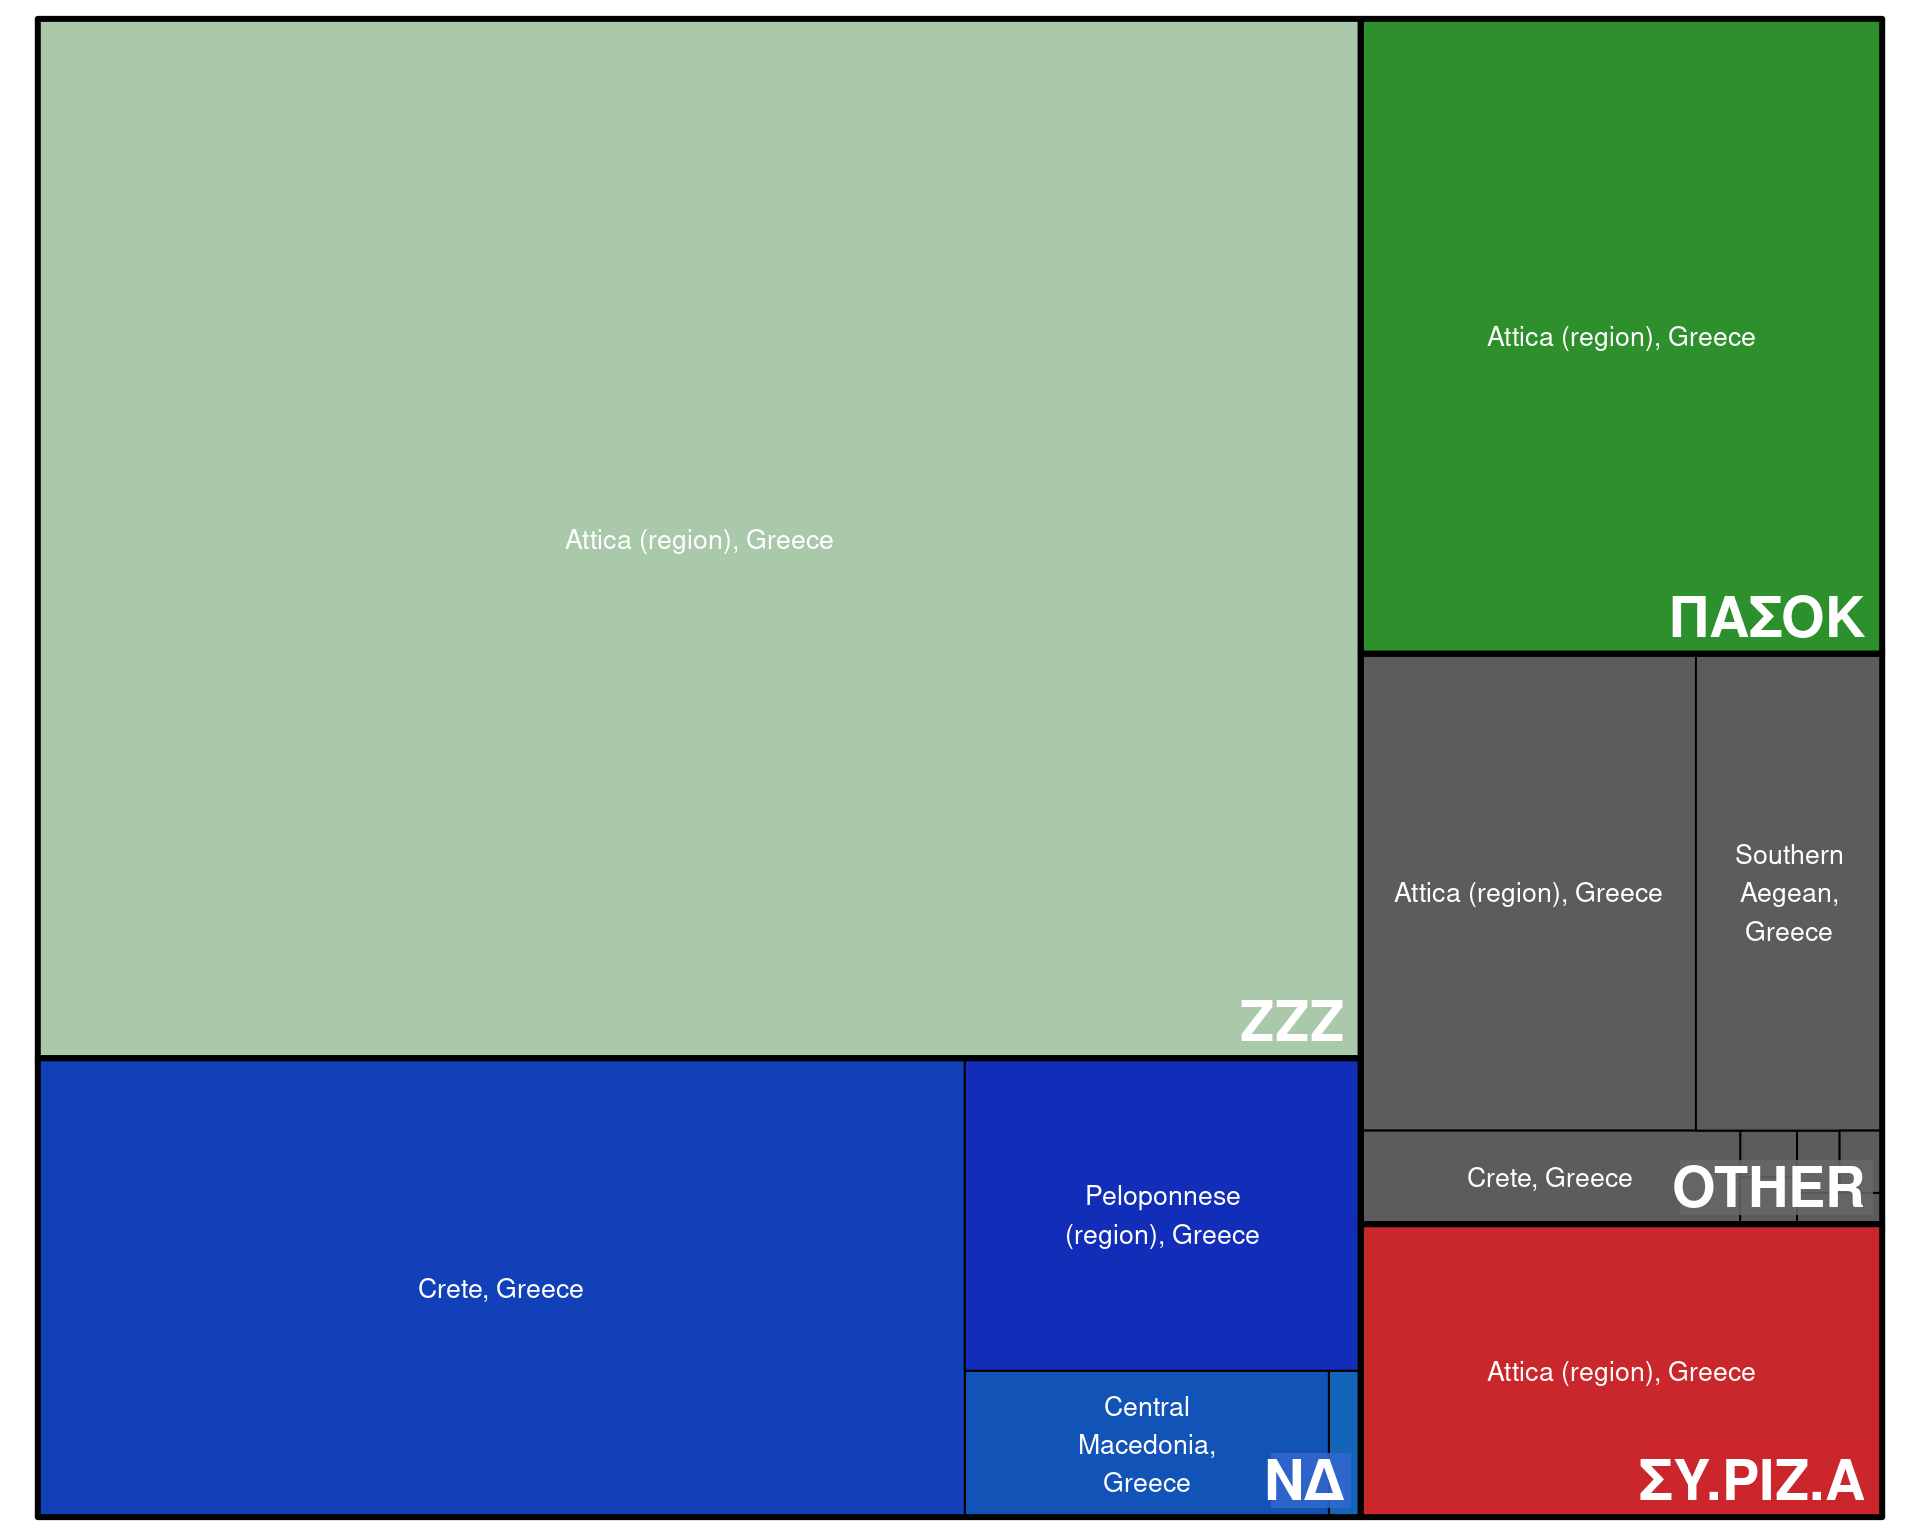 Attica (region), Greece
ZZZ
Attica (region), Greece
ΠΑΣΟΚ
Attica (region), Greece
Southern
Aegean,
Greece
Crete, Greece
OTHER
Crete, Greece
Peloponnese
(region), Greece
Central
Macedonia,
Greece
ΝΔ
Attica (region), Greece
ΣΥ.ΡΙΖ.Α